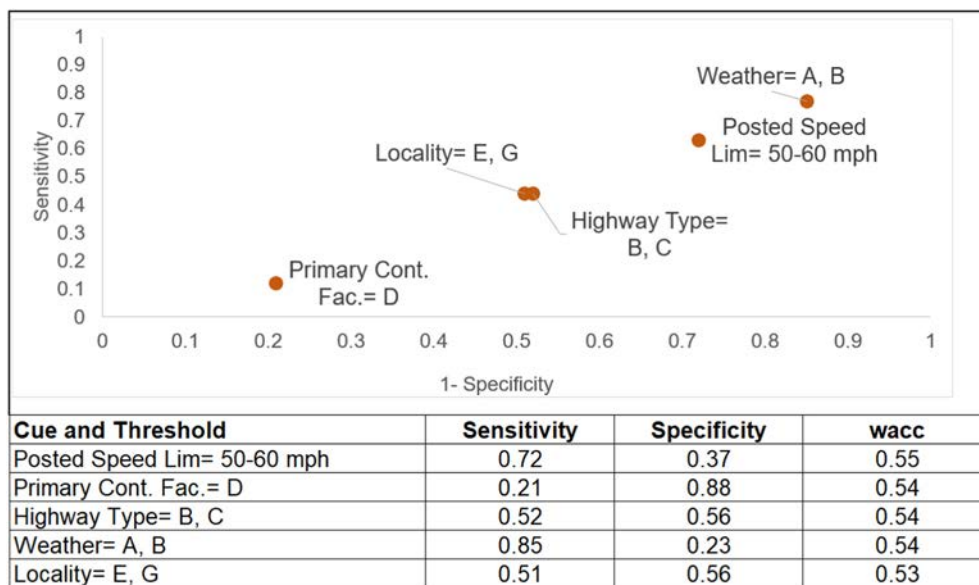 1
0.9
0.8
0.7
0.6
0.5
0.4
0.3
0.2
0.1
0
Sensitivity
Weather= A, B
Posted Speed
Lim= 50-60 mph
Locality= E, G
Highway Type=
B, C
Primary Cont.
Fac.= D
0 0.1 0.2 0.3 0.4 0.5 0.6 0.7 0.8 0.9 1
1- Specificity
Cue and Threshold Sensitivity Specificity wacc
Posted Speed Lim= 50-60 mph 0.72 0.37 0.55
Primary Cont. Fac.= D 0.21 0.88 0.54
Highway Type= B, C 0.52 0.56 0.54
Weather= A, B 0.85 0.23 0.54
Locality= E, G 0.51 0.56 0.53